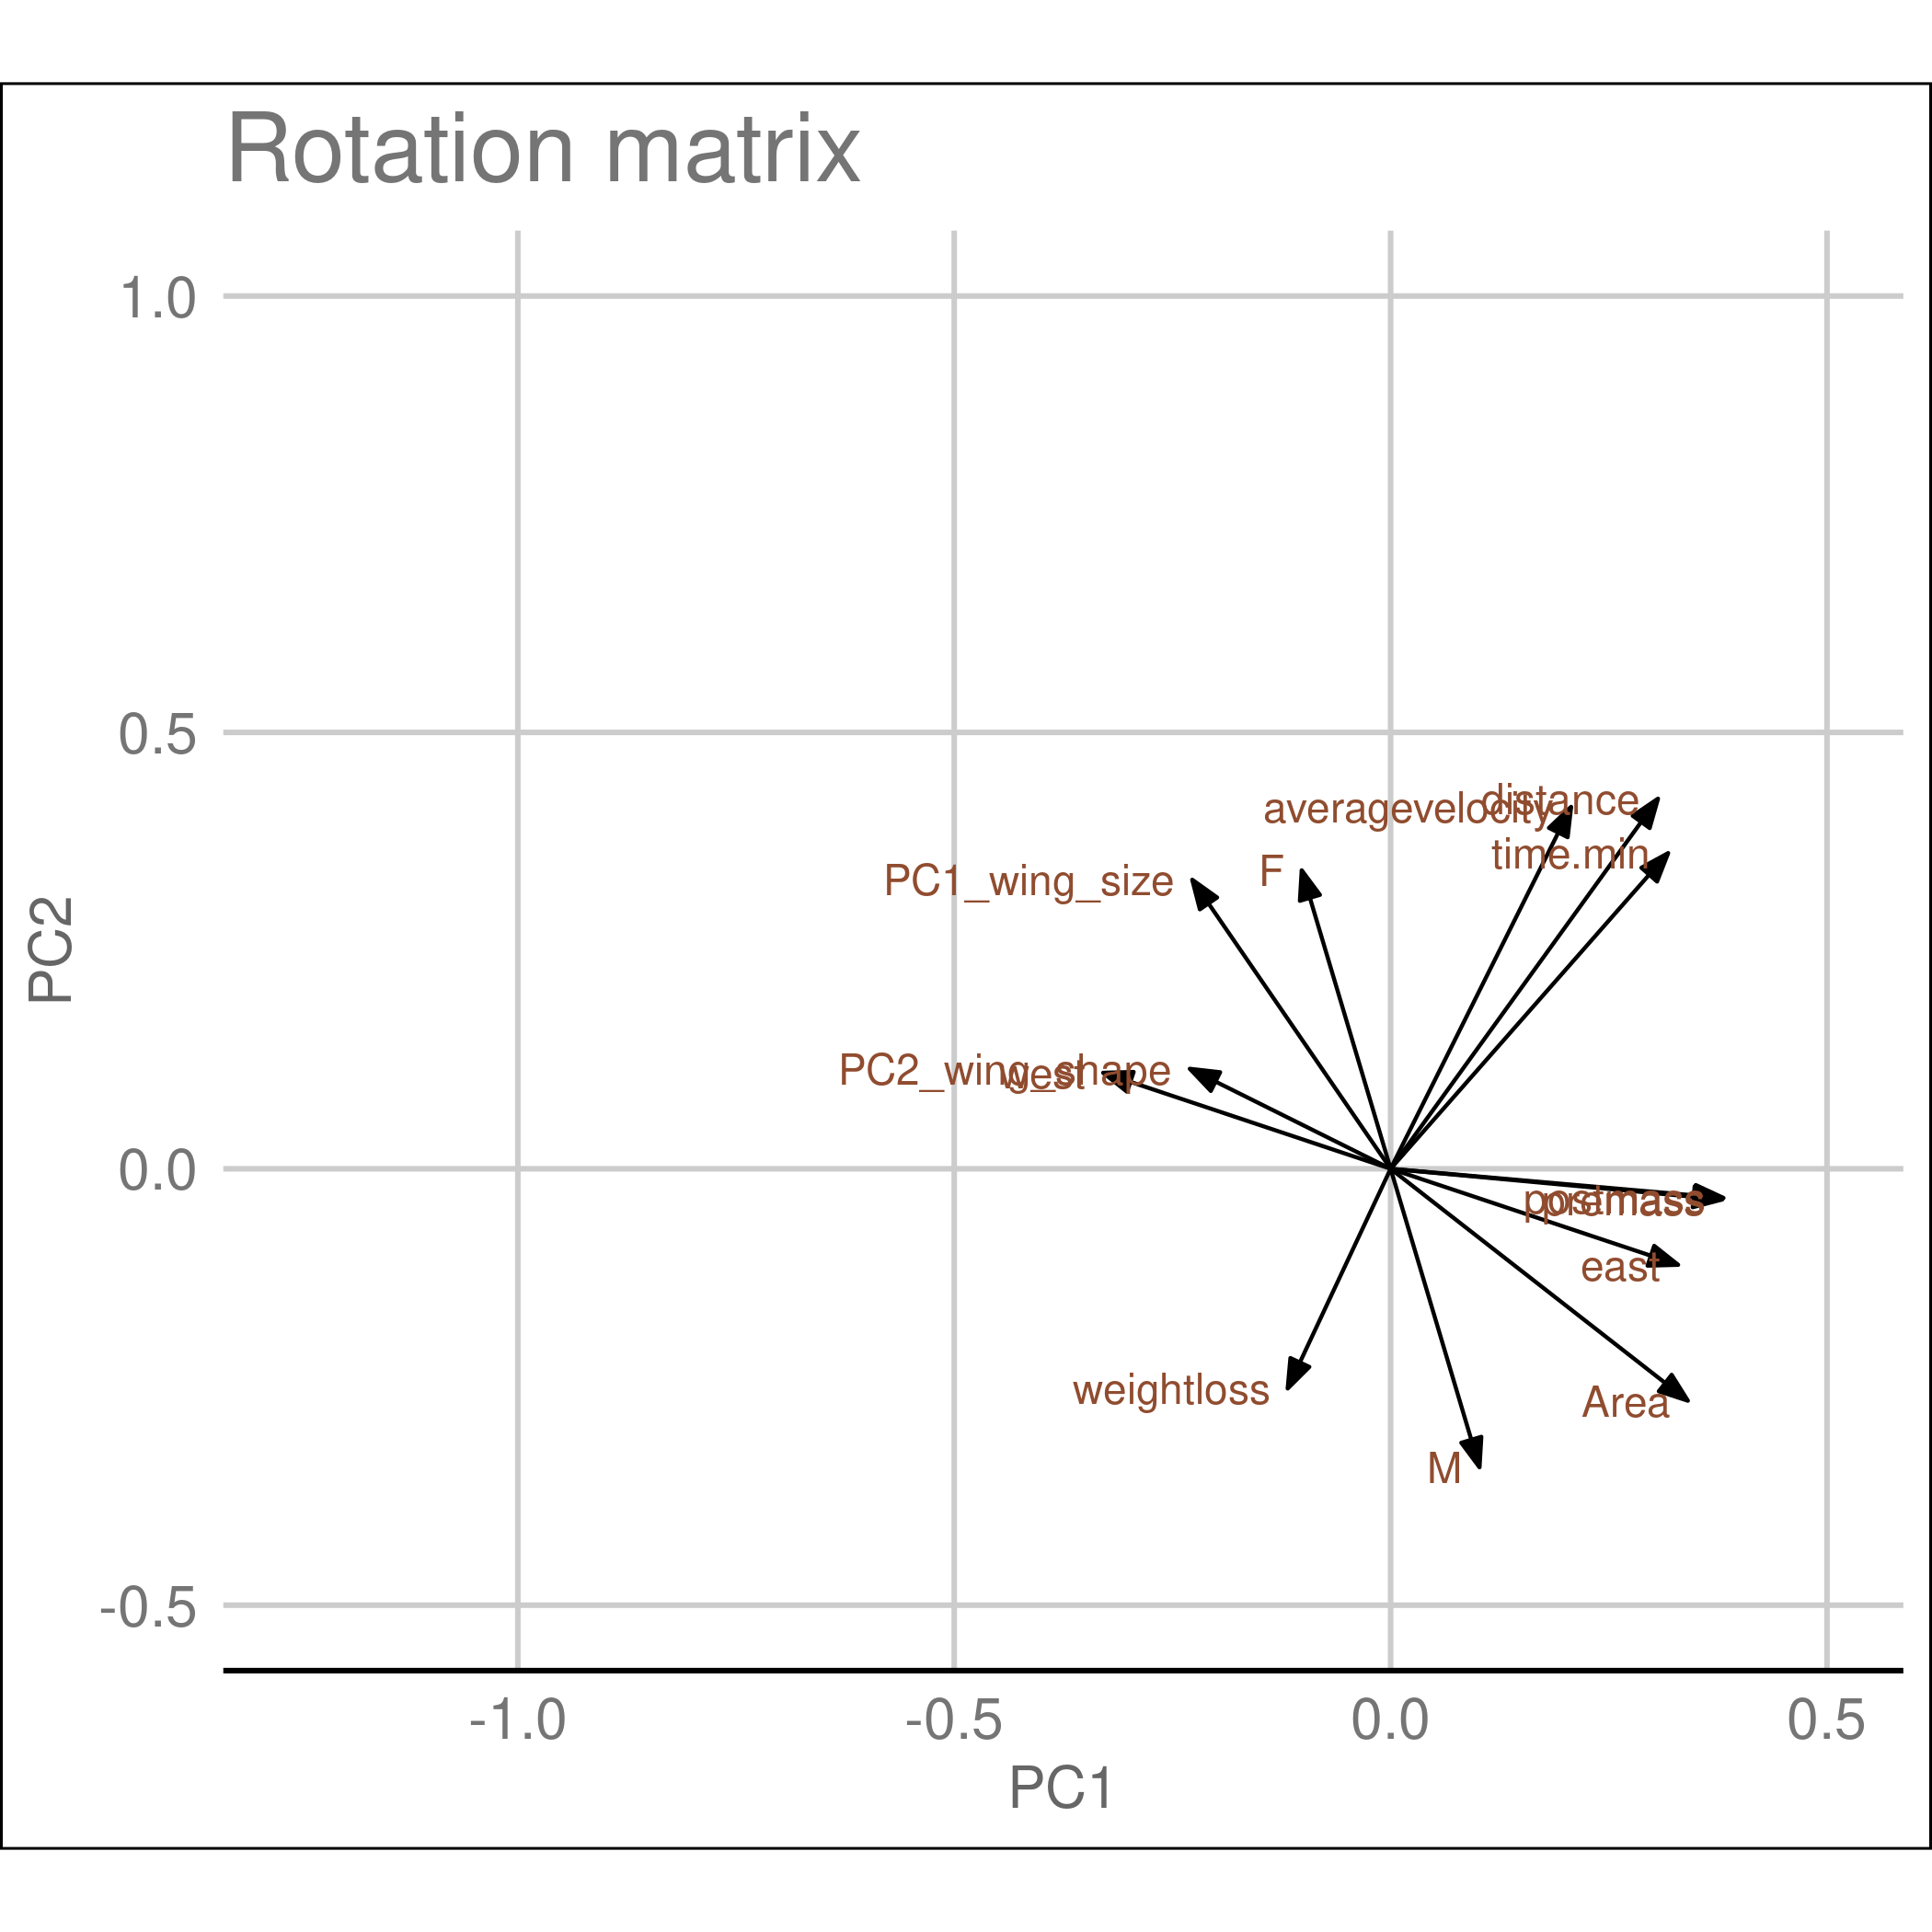 Rotation matrix
1.0
0.5
0.0
-0.5
PC2
distance
averagevelocity
time.min
F
PC1_wing_size
PC2_wing_shape
west
postmass
premass
east
weightloss
Area
M
-1.0
-0.5
0.0
0.5
PC1